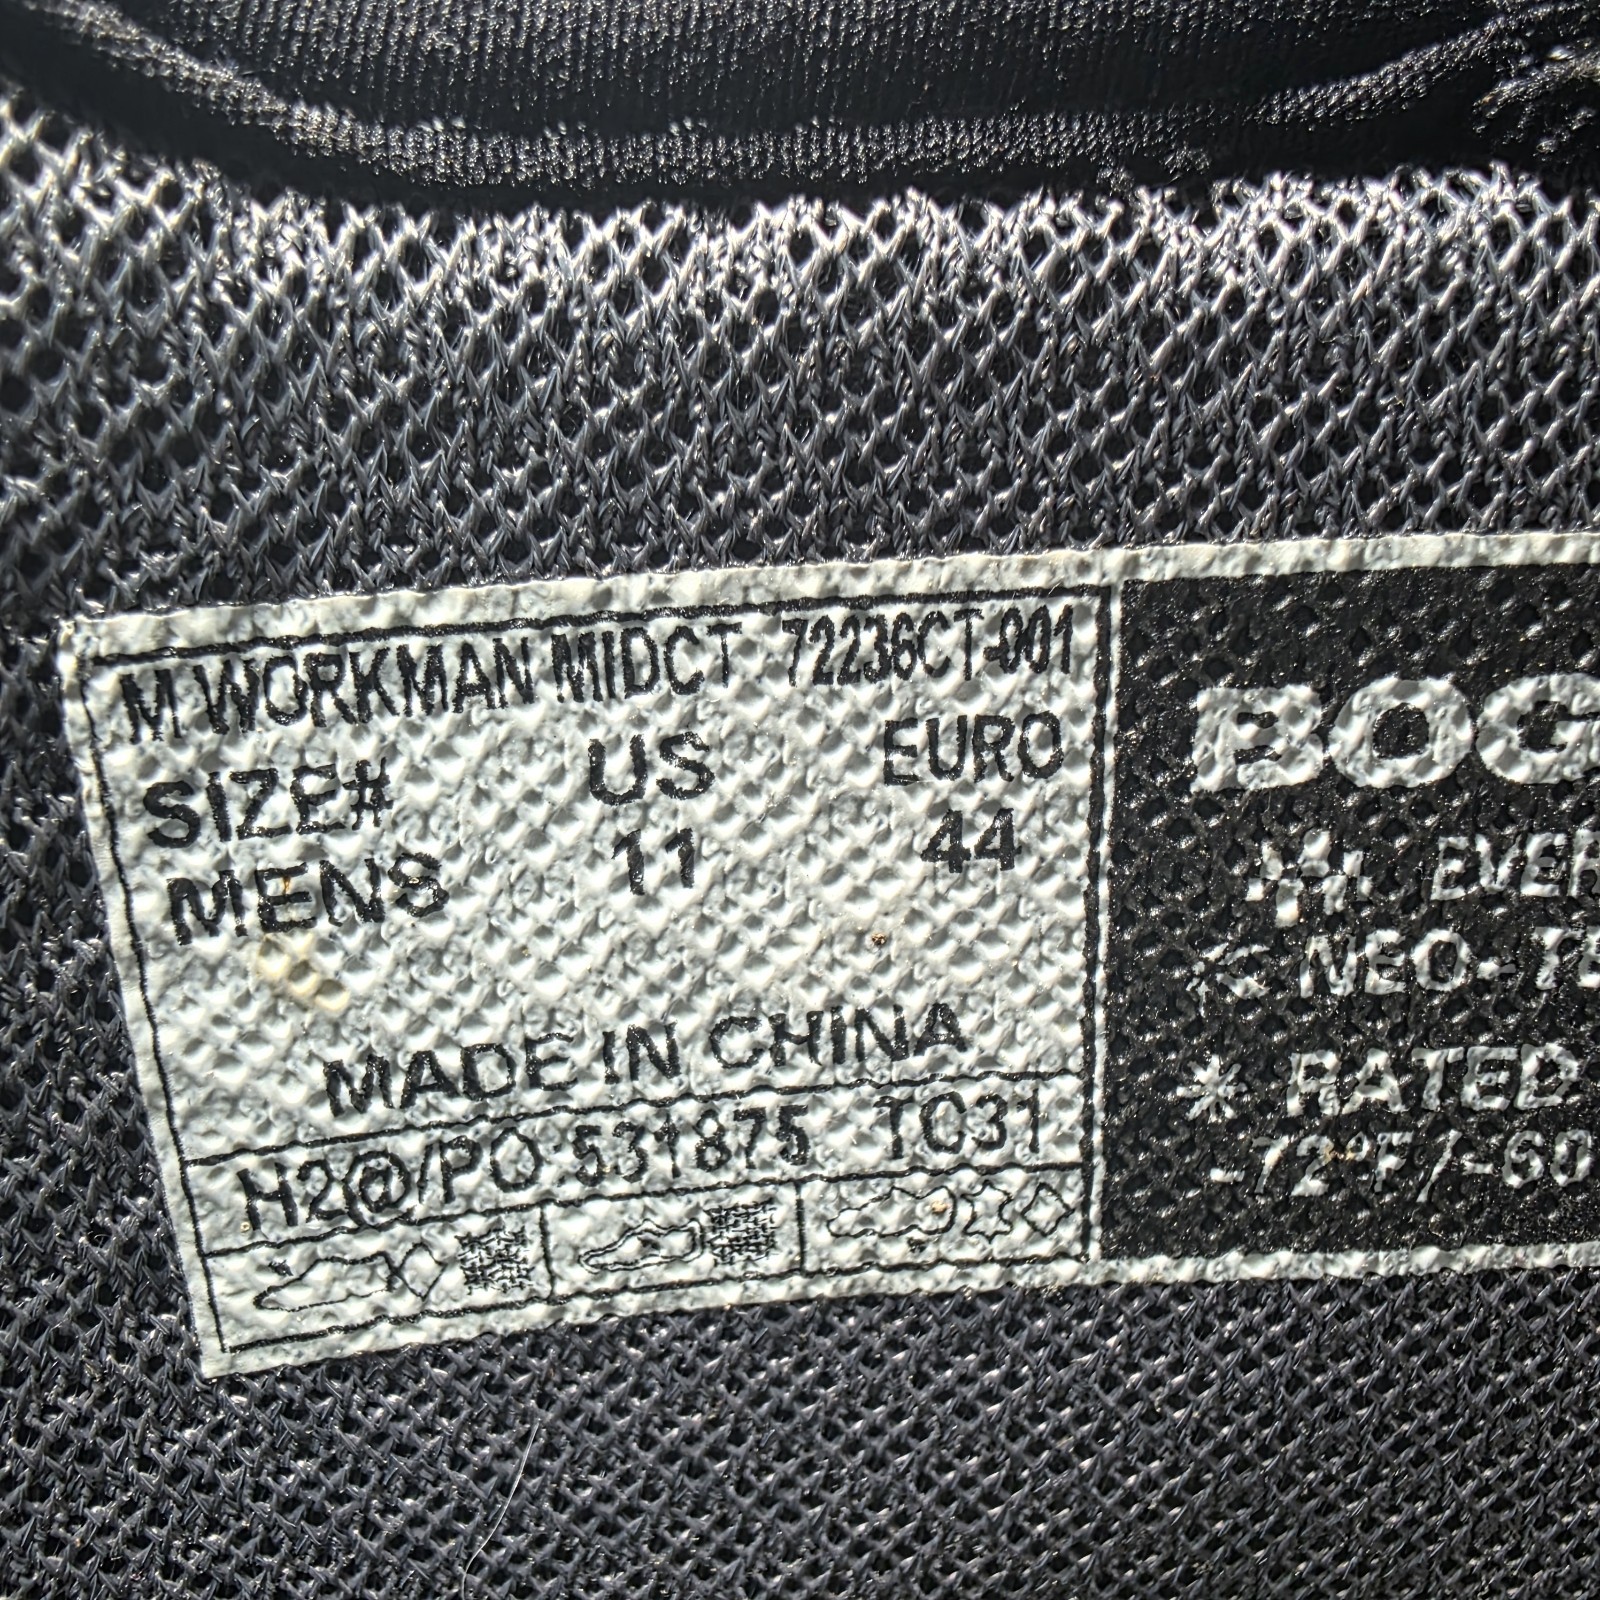 M WORKMAN MIDCT 72236CT-001
SIZE# US EURO
MENS 11 44
MADE IN CHINA
H2@/PO 531875 TC31
BOG
EVER
NEO-TE
RATED
-72°F/-60